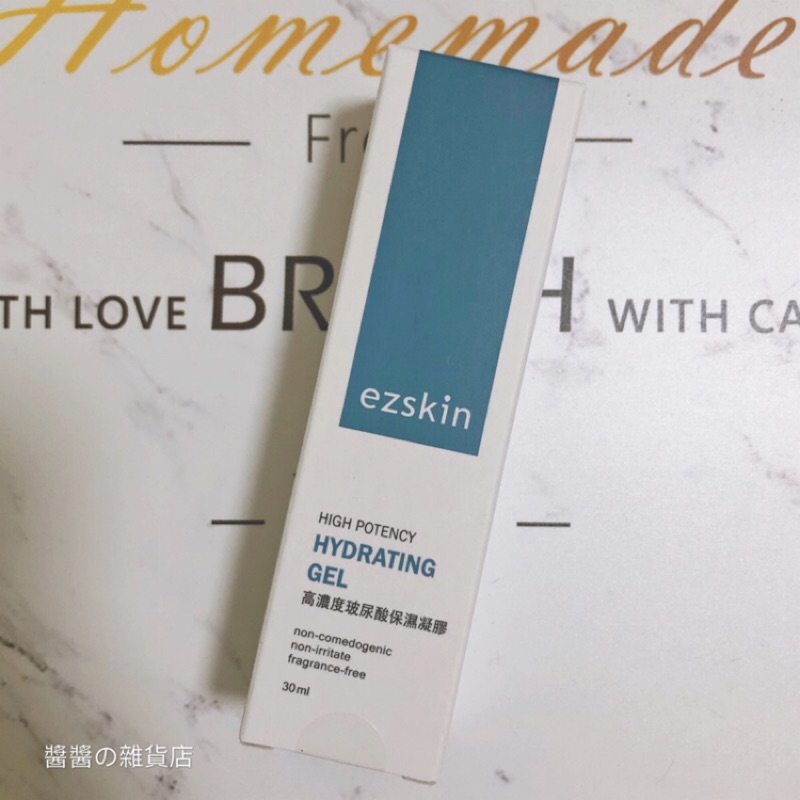 Homemade
TH LOVE BR H WITH CA
ezskin
HIGH POTENCY
HYDRATING
GEL
高濃度玻尿酸保濕凝膠
non-comedogenic
non-irritate
fragrance-free
30ml
醬醬の雜貨店